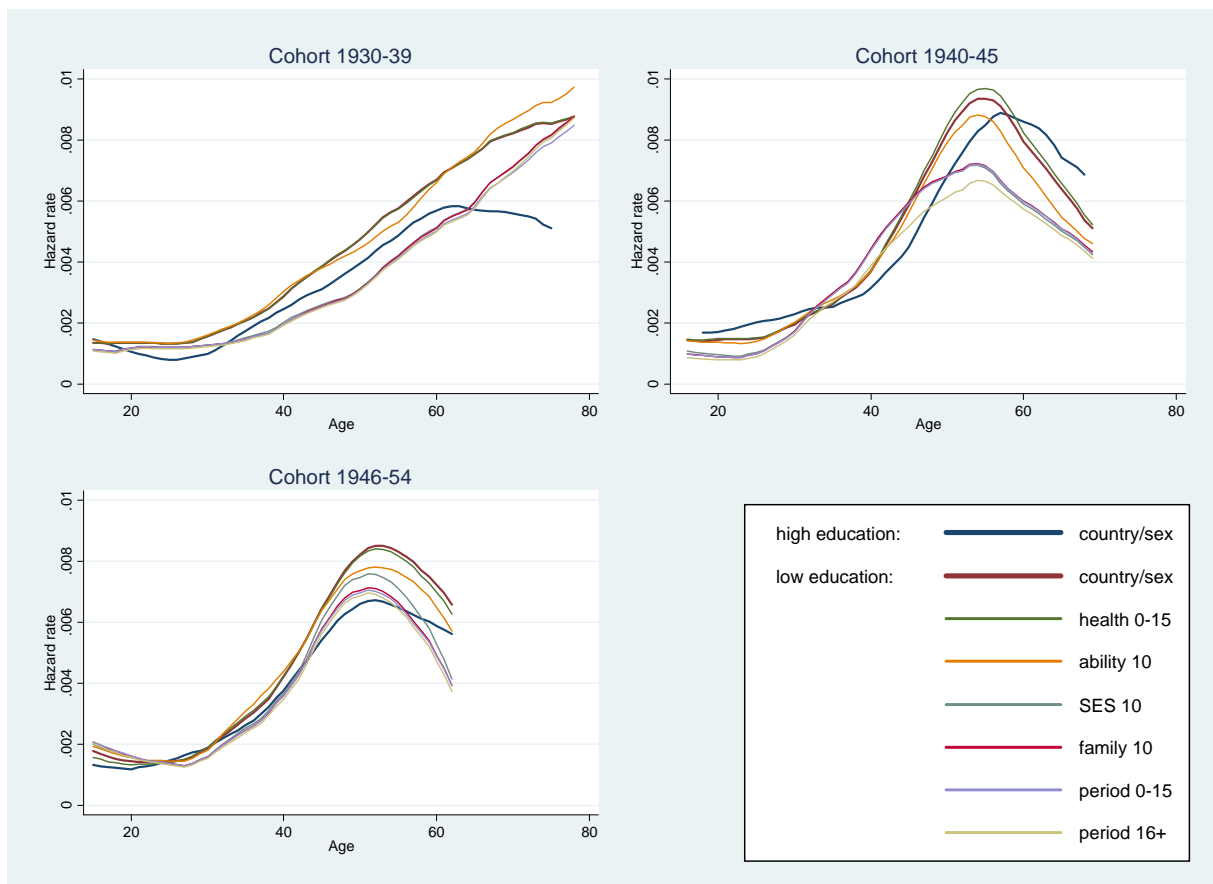 Cohort 1930-39
Hazard rate
0
.002
.004
.006
.008
.01
20
40
60
80
Age
Cohort 1940-45
Hazard rate
0
.002
.004
.006
.008
.01
20
40
60
80
Age
Cohort 1946-54
Hazard rate
0
.002
.004
.006
.008
.01
20
40
60
80
Age
high education: country/sex
low education: country/sex
health 0-15
ability 10
SES 10
family 10
period 0-15
period 16+